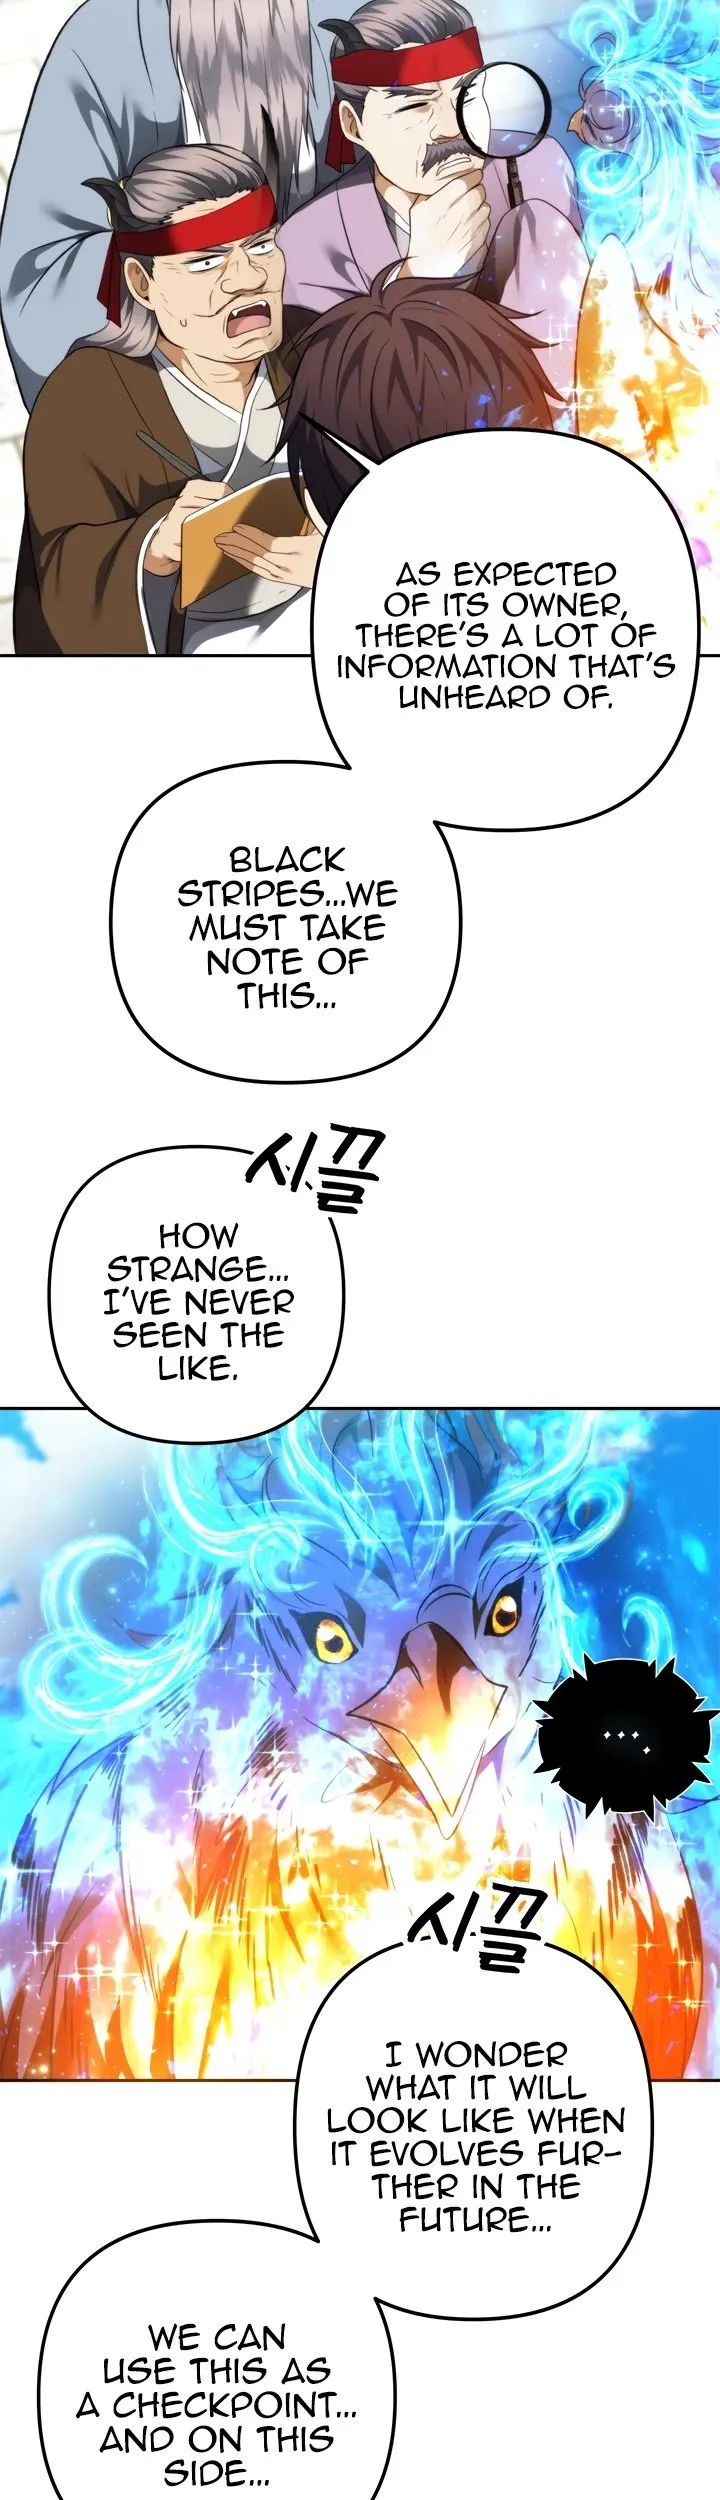 AS EXPECTED
OF ITS OWNER,
THERE'S A LOT OF
INFORMATION THAT'S
UNHEARD OF.
BLACK
STRIPES...WE
MUST TAKE
NOTE OF
THIS...
시끌
HOW
STRANGE...
I'VE NEVER
SEEN THE
LIKE.
....
시끌
I WONDER
WHAT IT WILL
LOOK LIKE WHEN
IT EVOLVES FUR-
THER IN THE
FUTURE...
WE CAN
USE THIS AS
A CHECKPOINT...
AND ON THIS
SIDE...